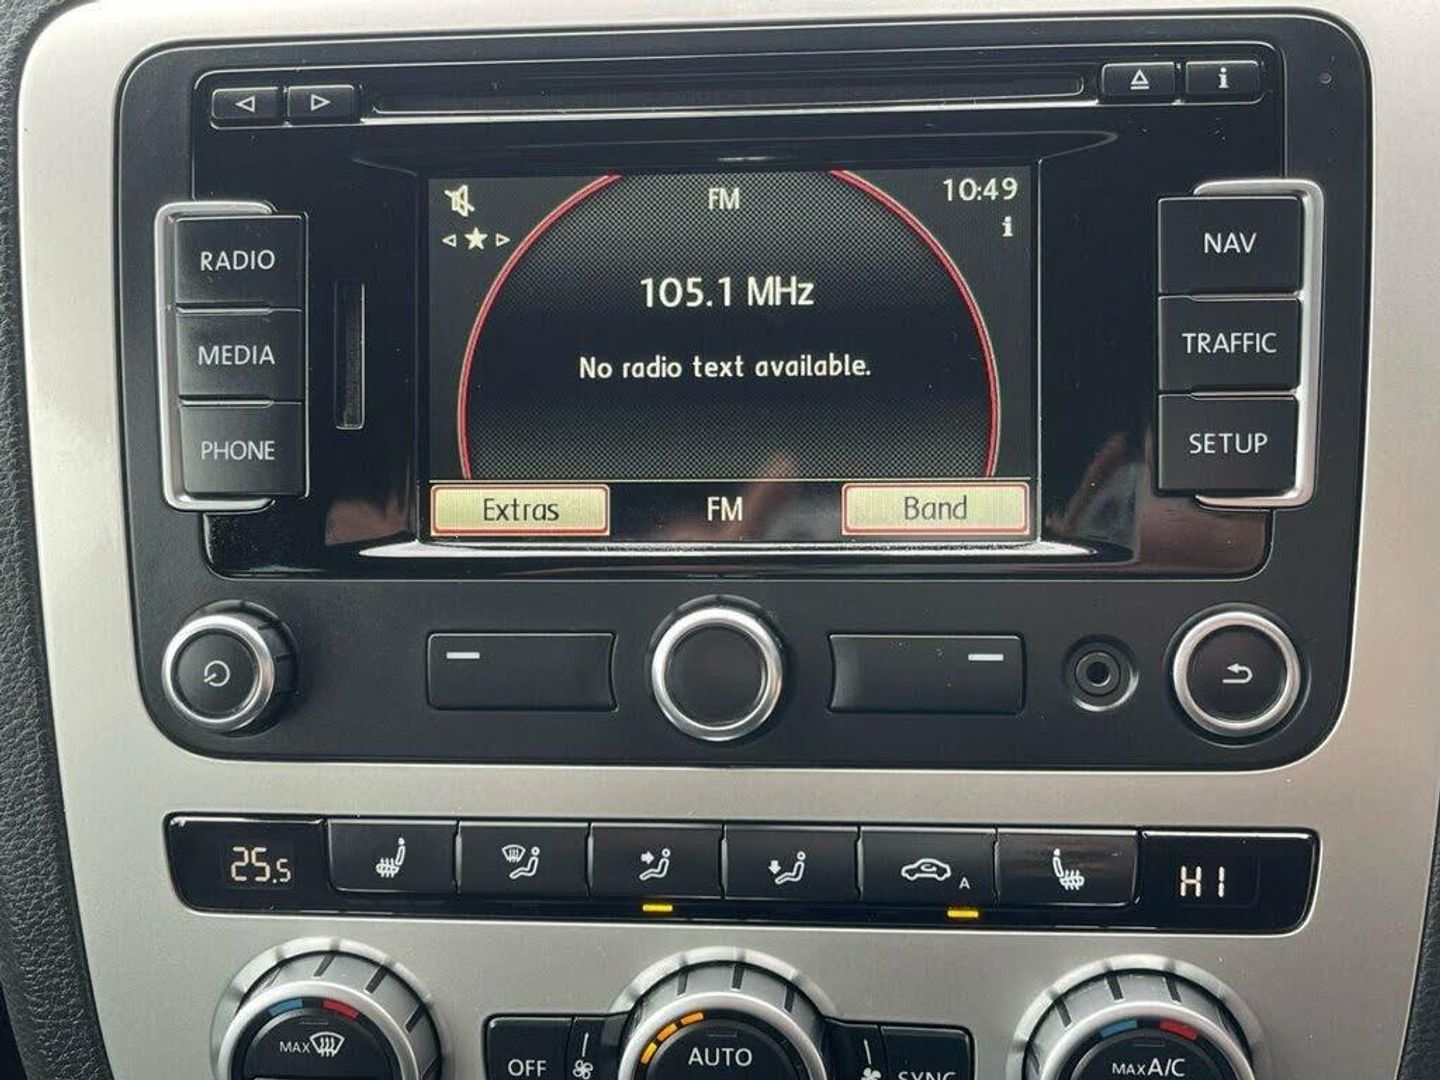 i
FM
10:49
i
RADIO
NAV
105.1 MHz
MEDIA
No radio text available.
TRAFFIC
PHONE
SETUP
Extras
FM
Band
25.5
A
HI
MAX
OFF
AUTO
SYNC
MAX A/C